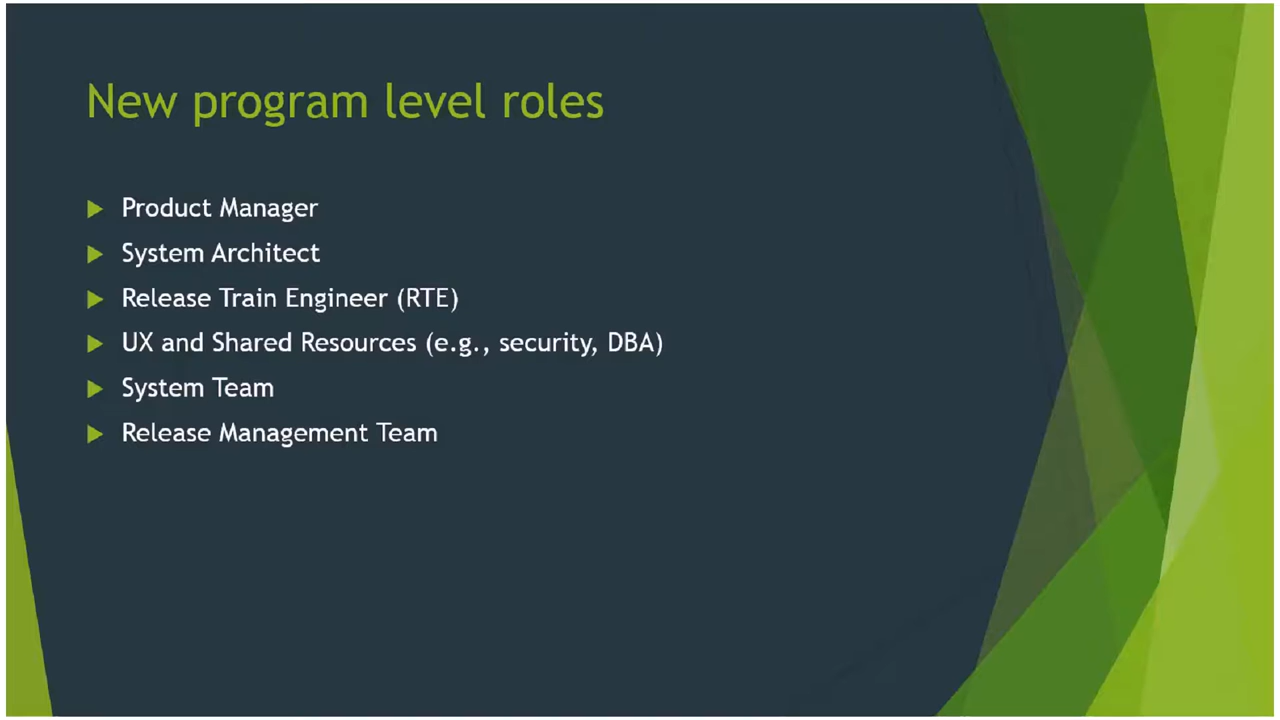 New program level roles
Product Manager
System Architect
Release Train Engineer (RTE)
UX and Shared Resources (e.g., security, DBA)
System Team
Release Management Team